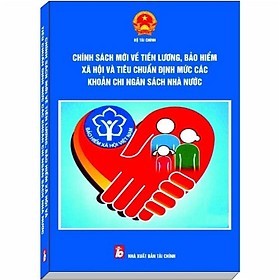 BỘ TÀI CHÍNH
CHÍNH SÁCH MỚI VỀ TIỀN LƯƠNG, BẢO HIỂM
XÃ HỘI VÀ TIÊU CHUẨN ĐỊNH MỨC CÁC
KHOẢN CHI NGÂN SÁCH NHÀ NƯỚC
BẢO HIỂM XÃ HỘI VIỆT NAM
NHÀ XUẤT BẢN TÀI CHÍNH